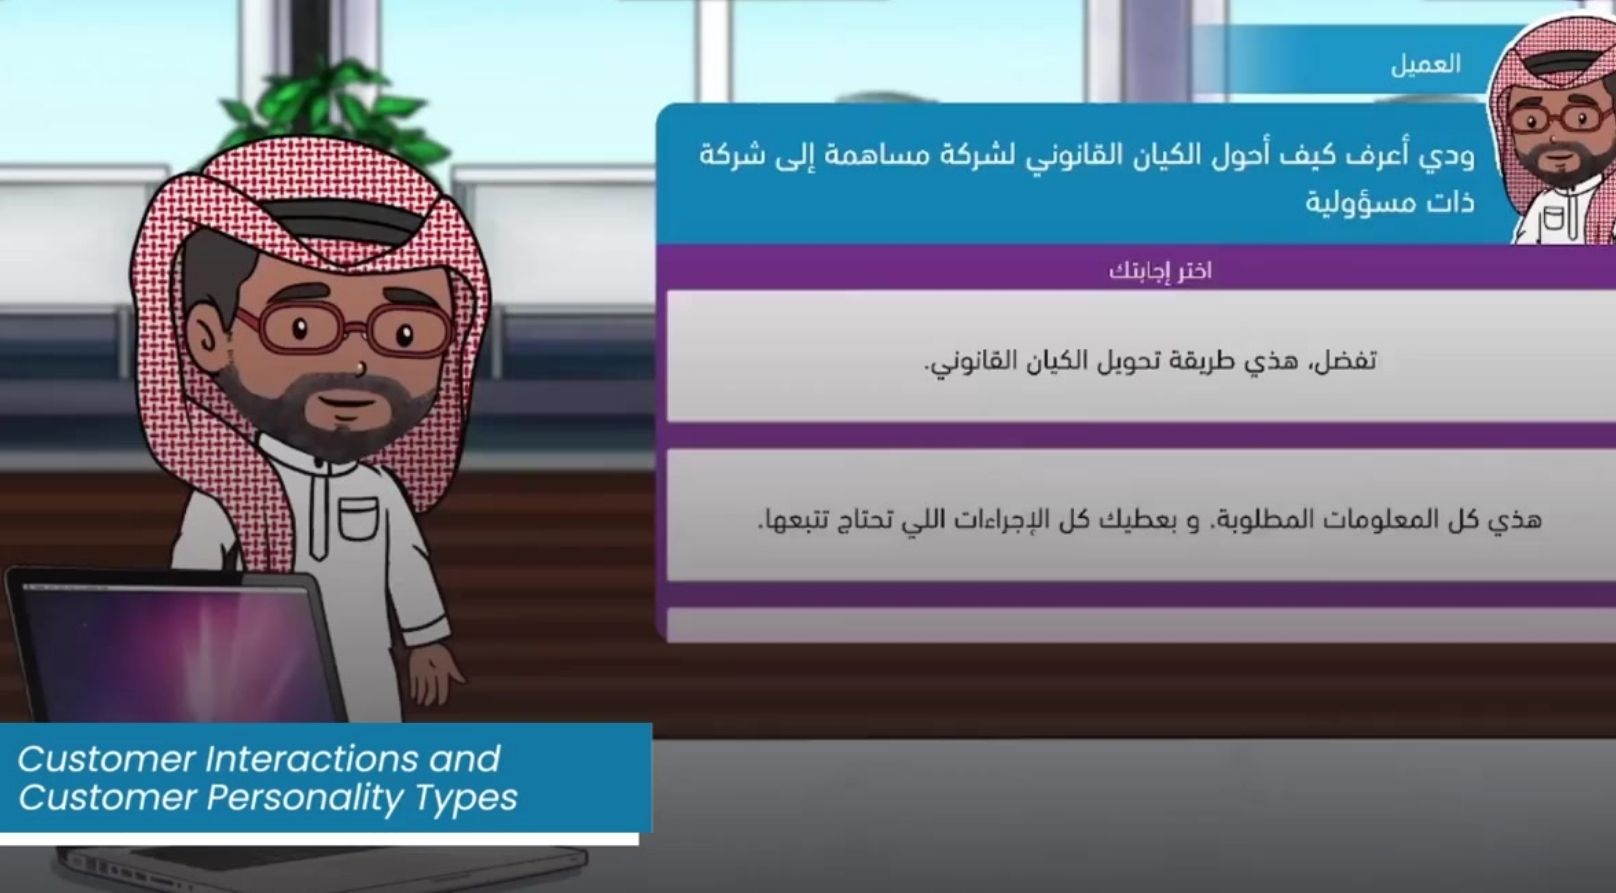 العميل
ودي أعرف كيف أحول الكيان القانوني لشركة مساهمة إلى شركة
ذات مسؤولية
اختر إجابتك
تفضل، هذي طريقة تحويل الكيان القانوني.
هذي كل المعلومات المطلوبة. و بعطيك كل الإجراءات اللي تحتاج تتبعها.
Customer Interactions and
Customer Personality Types